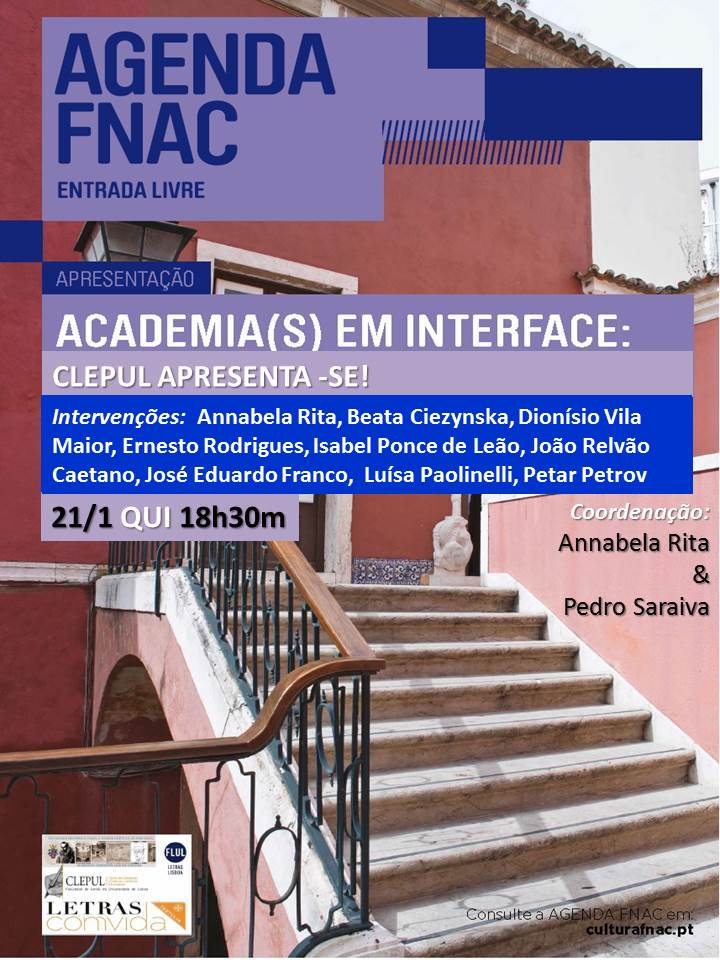 AGENDA
FNAC
ENTRADA LIVRE
APRESENTAÇÃO
ACADEMIA(S) EM INTERFACE:
CLEPUL APRESENTA -SE!
Intervenções:  Annabela Rita, Beata Ciezynska, Dionísio Vila
Maior, Ernesto Rodrigues, Isabel Ponce de Leão, João Relvão
Caetano, José Eduardo Franco,  Luísa Paolinelli, Petar Petrov
21/1 QUI 18h30m
Coordenação:
Annabela Rita
&
Pedro Saraiva
FLUL
LETRAS
LISBOA
CLEPUL
LETRAS
comvida
Consulte a AGENDA FNAC em:
culturafnac.pt